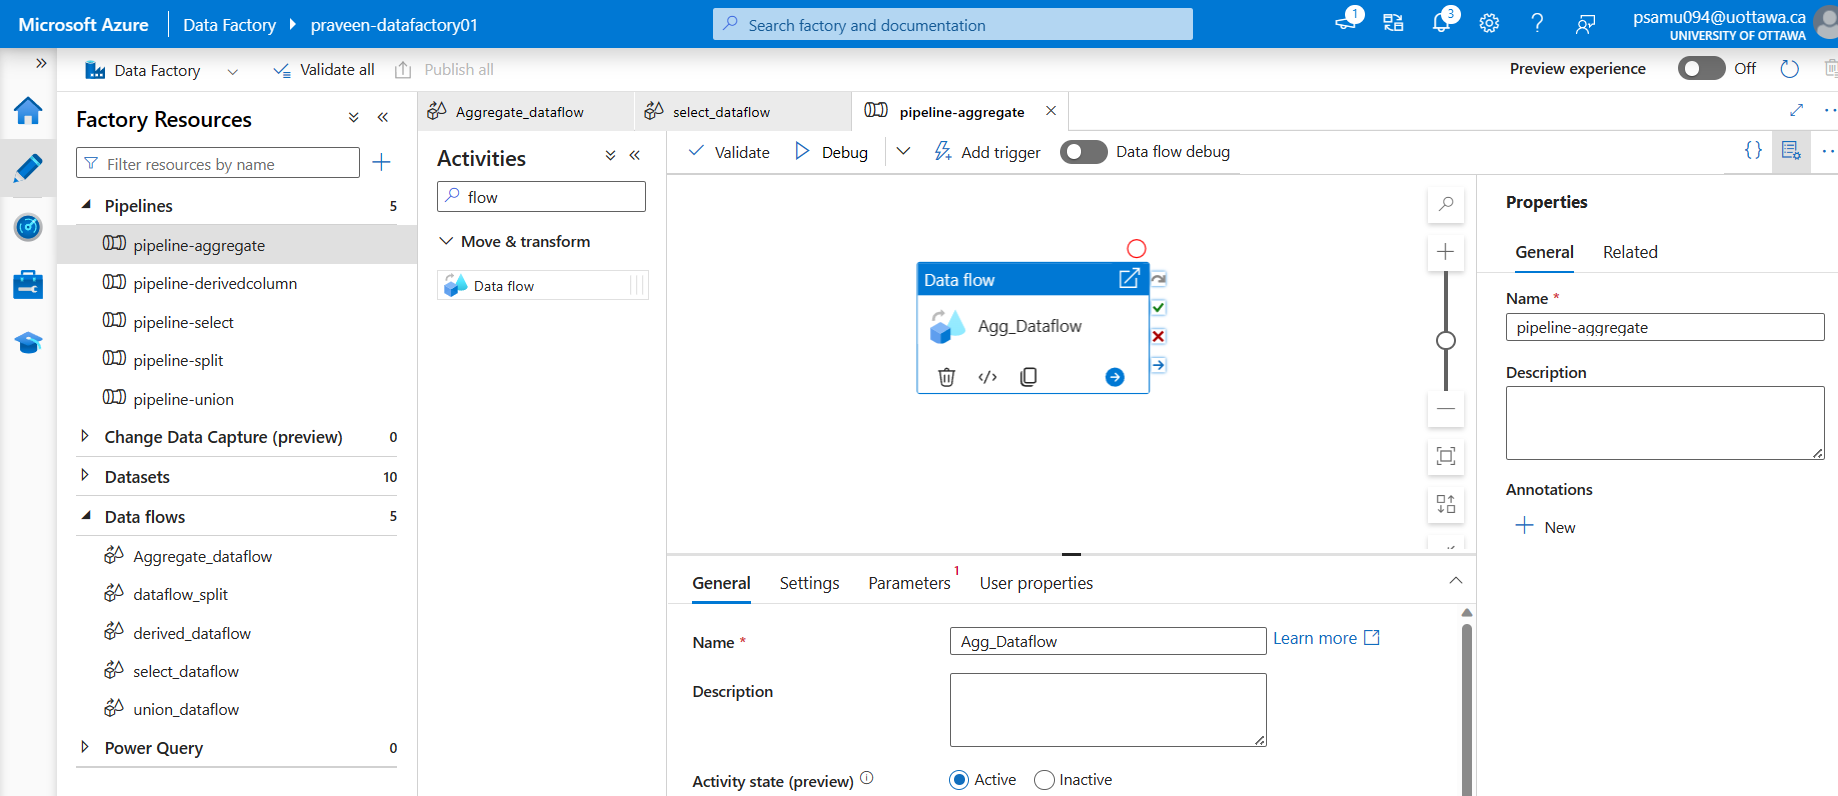 Microsoft Azure
Data Factory
praveen-datafactory01
Search factory and documentation
1
3
psamu094@uottawa.ca
UNIVERSITY OF OTTAWA
Data Factory
Validate all
Publish all
Preview experience
Off
Factory Resources
Filter resources by name
Pipelines
5
pipeline-aggregate
pipeline-derivedcolumn
pipeline-select
pipeline-split
pipeline-union
Change Data Capture (preview)
0
Datasets
10
Data flows
5
Aggregate_dataflow
dataflow_split
derived_dataflow
select_dataflow
union_dataflow
Power Query
0
Aggregate_dataflow
select_dataflow
pipeline-aggregate
Activities
flow
Move & transform
Data flow
Validate
Debug
Add trigger
Data flow debug
Data flow
Agg_Dataflow
General
Settings
Parameters
1
User properties
Name *
Agg_Dataflow
Learn more
Description
Activity state (preview)
Active
Inactive
Properties
General
Related
Name *
pipeline-aggregate
Description
Annotations
New